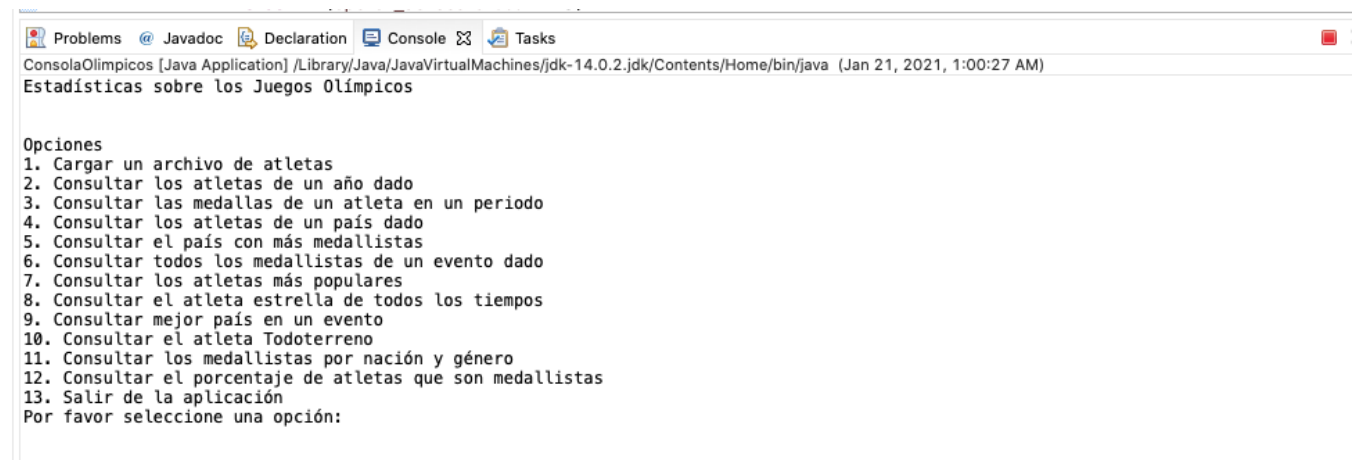 Problems @ Javadoc Declaration Console Tasks
ConsolaOlimpicos [Java Application] /Library/Java/JavaVirtualMachines/jdk-14.0.2.jdk/Contents/Home/bin/java (Jan 21, 2021, 1:00:27 AM)
Estadísticas sobre los Juegos Olímpicos
Opciones
1. Cargar un archivo de atletas
2. Consultar los atletas de un año dado
3. Consultar las medallas de un atleta en un periodo
4. Consultar los atletas de un país dado
5. Consultar el país con más medallistas
6. Consultar todos los medallistas de un evento dado
7. Consultar los atletas más populares
8. Consultar el atleta estrella de todos los tiempos
9. Consultar mejor país en un evento
10. Consultar el atleta Todoterreno
11. Consultar los medallistas por nación y género
12. Consultar el porcentaje de atletas que son medallistas
13. Salir de la aplicación
Por favor seleccione una opción: